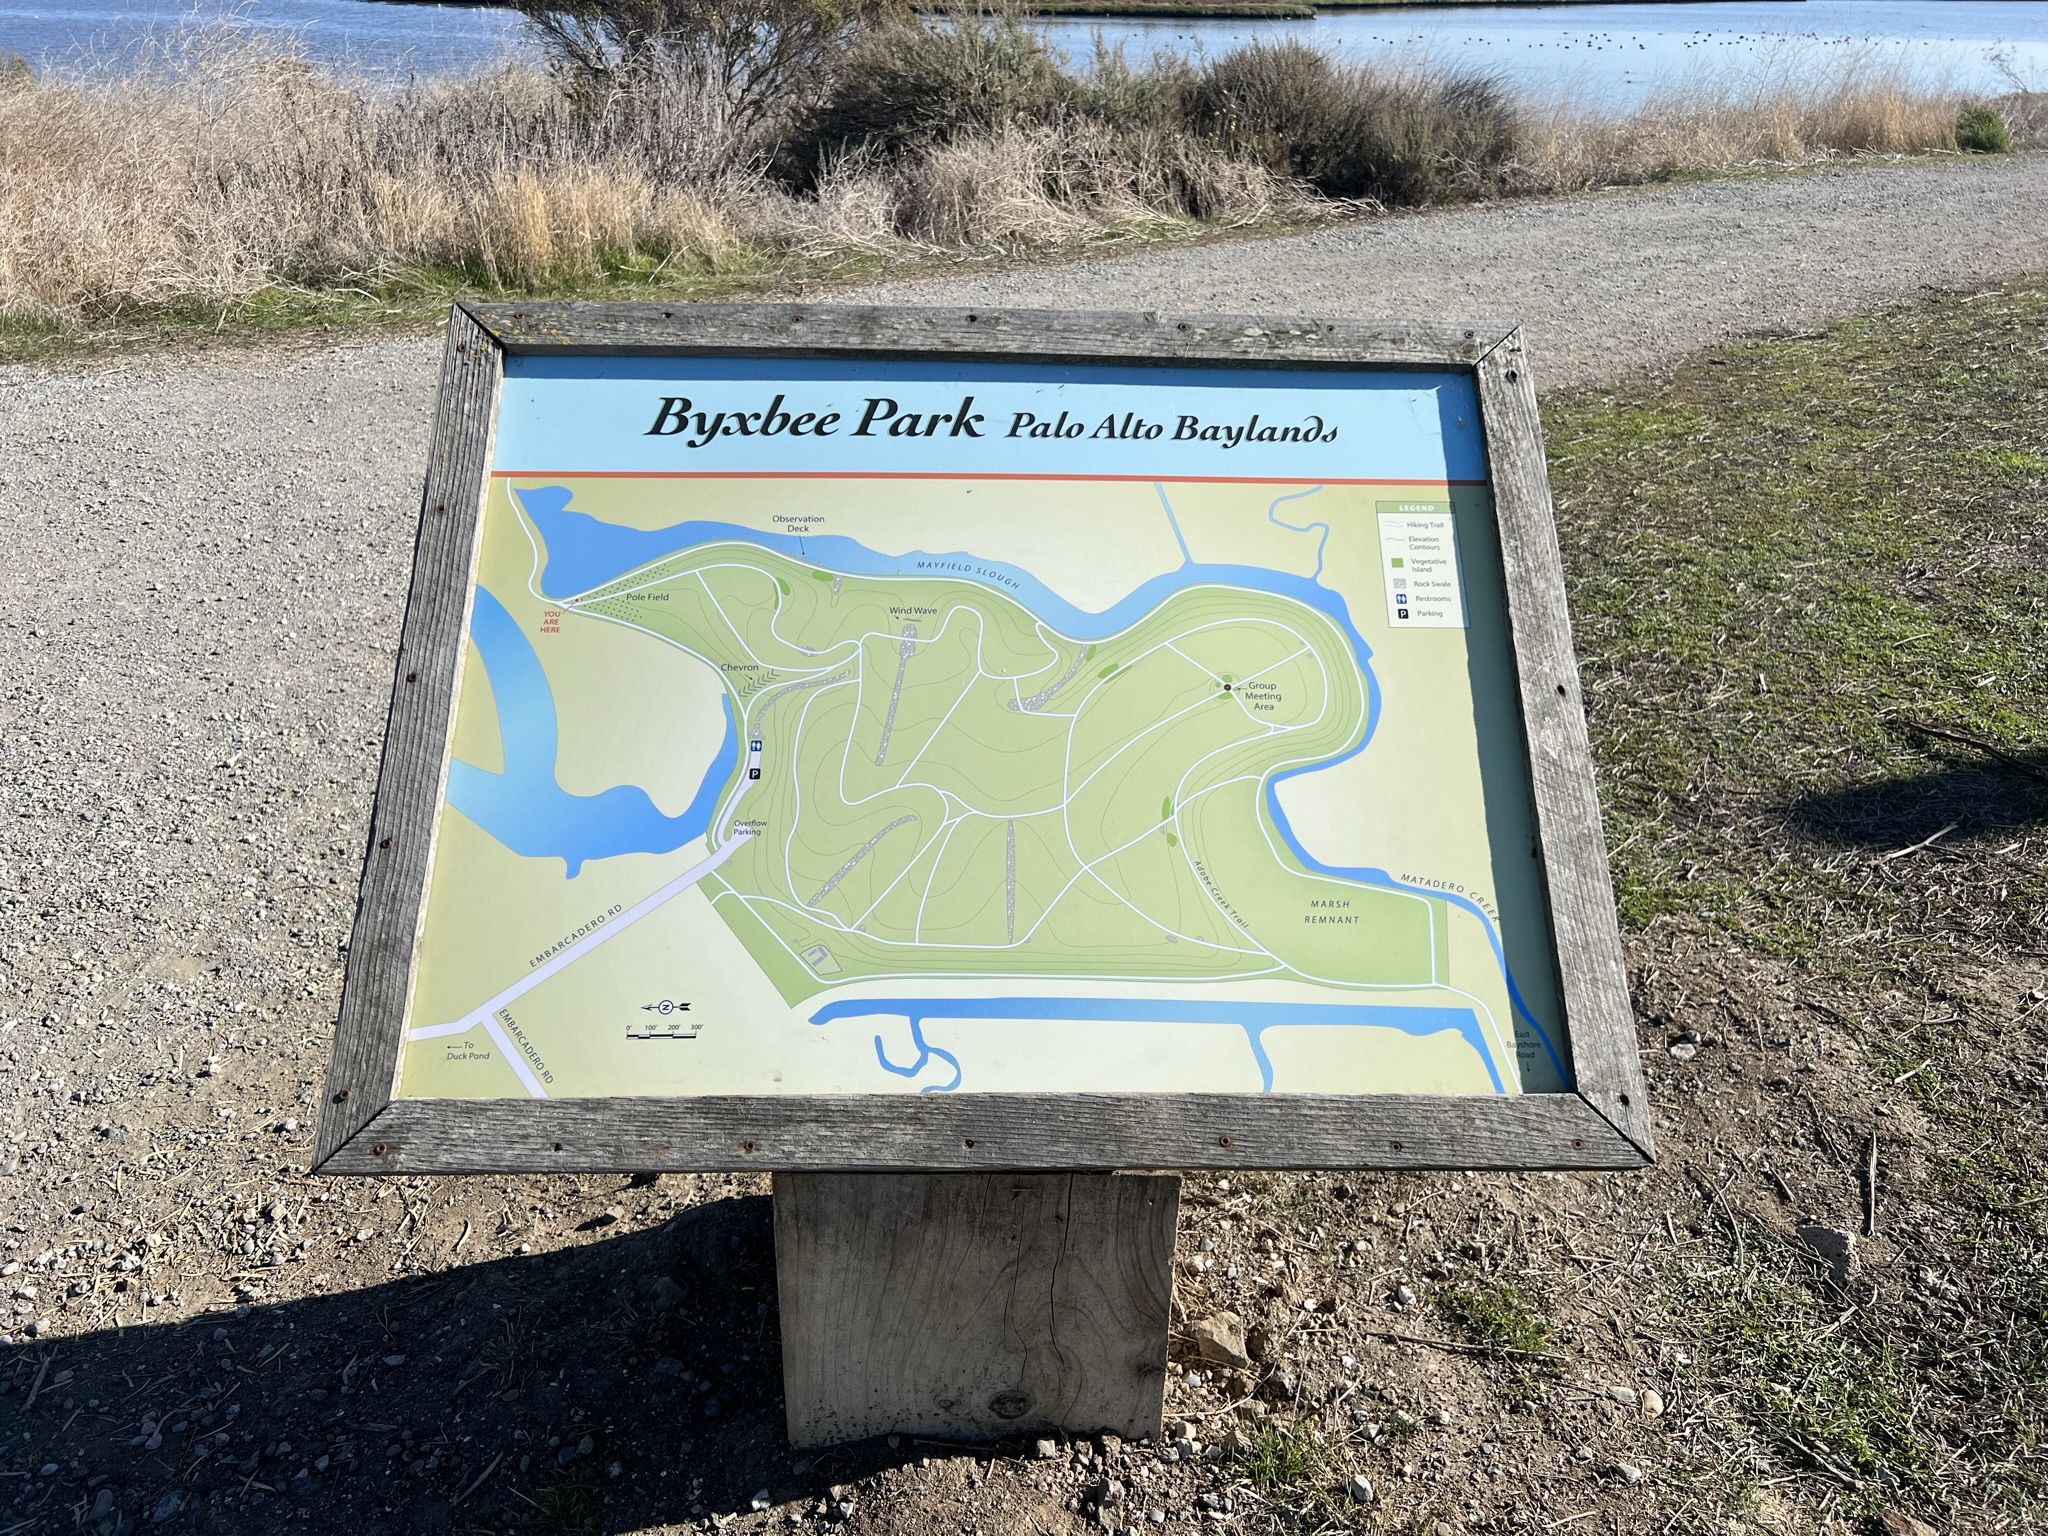 Byxbee Park Palo Alto Baylands
LEGEND
Hiking Trail
Elevation
Contours
Vegetative
Island
Rock Swale
Restrooms
P Parking
Observation
Deck
MAYFIELD SLOUGH
Pole Field
YOU
ARE
HERE
Wind Wave
Chevron
Group
Meeting
Area
P
Overflow
Parking
Adobe Creek Trail
MATADERO CREEK
MARSH
REMNANT
EMBARCADERO RD
N
0' 100' 200' 300'
EMBARCADERO RD
To
Duck Pond
East
Bayshore
Road